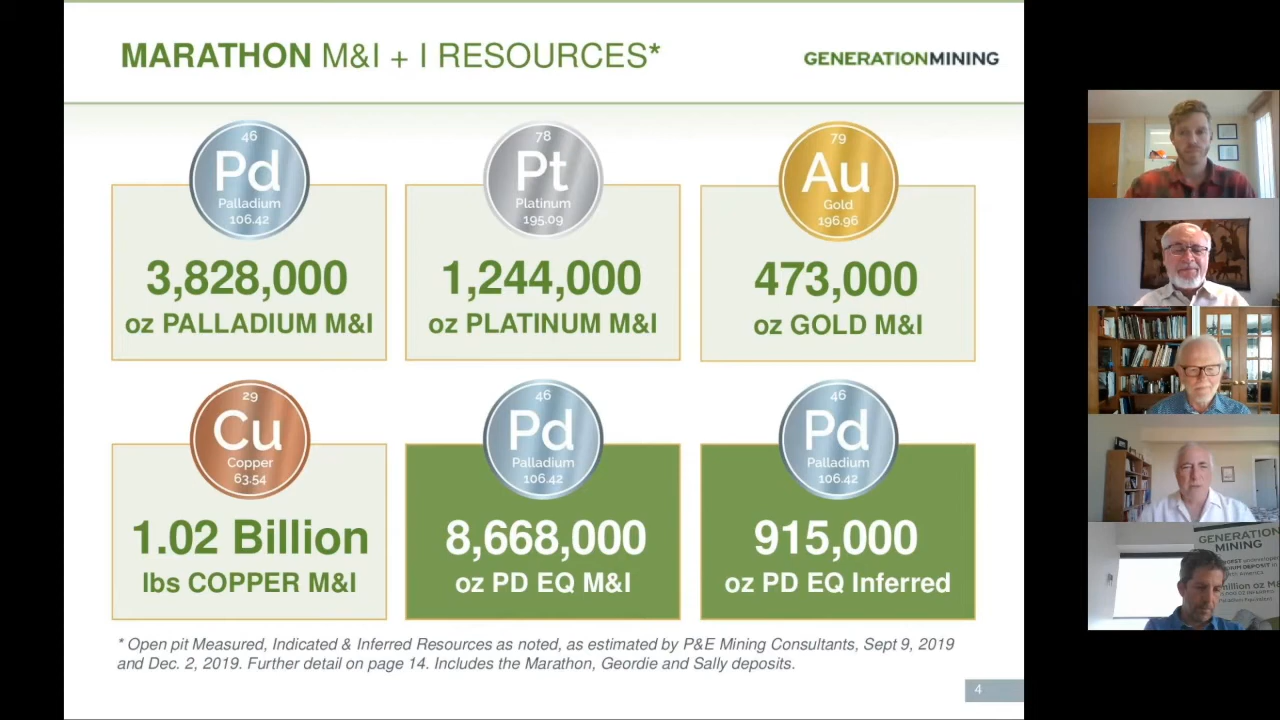 MARATHON M&I + I RESOURCES*
GENERATIONMINING
46
Pd
Palladium
106.42
3,828,000
oz PALLADIUM M&I
78
Pt
Platinum
195.09
1,244,000
oz PLATINUM M&I
79
Au
Gold
196.96
473,000
oz GOLD M&I
29
Cu
Copper
63.54
1.02 Billion
lbs COPPER M&I
46
Pd
Palladium
106.42
8,668,000
oz PD EQ M&I
46
Pd
Palladium
106.42
915,000
oz PD EQ Inferred
* Open pit Measured, Indicated & Inferred Resources as noted, as estimated by P&E Mining Consultants, Sept 9, 2019
and Dec. 2, 2019. Further detail on page 14. Includes the Marathon, Geordie and Sally deposits.
4
GENERATION
MINING